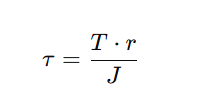 τ = T · r / J